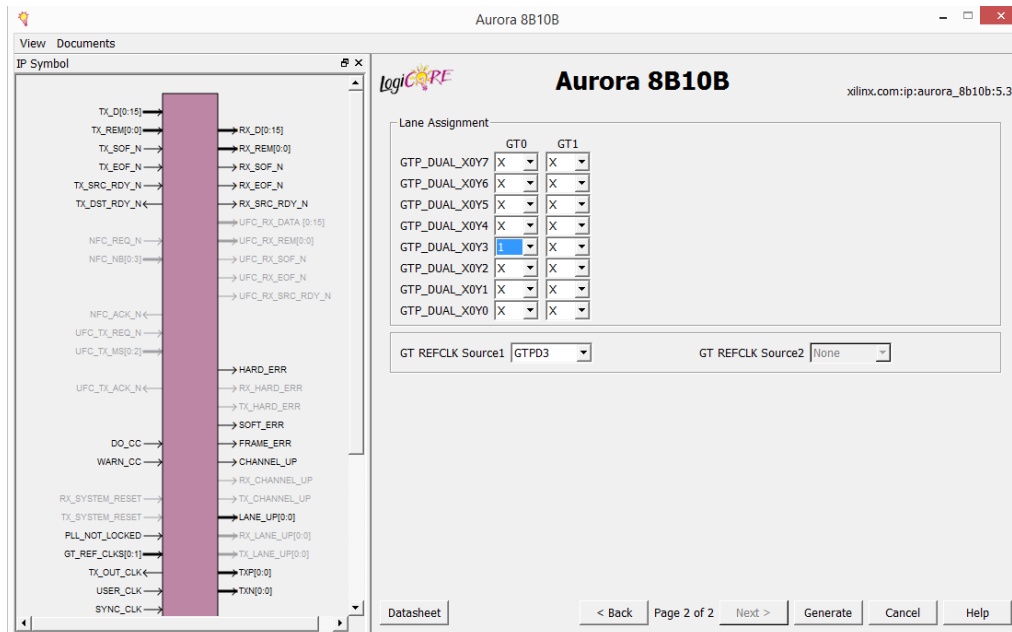 Aurora 8B10B
View Documents
IP Symbol
TX_D[0:15]
TX_REM[0:0]
TX_SOF_N
TX_EOF_N
TX_SRC_RDY_N
TX_DST_RDY_N
NFC_REQ_N
NFC_NB[0:3]
NFC_ACK_N
UFC_TX_REQ_N
UFC_TX_MS[0:2]
UFC_TX_ACK_N
DO_CC
WARN_CC
RX_SYSTEM_RESET
TX_SYSTEM_RESET
PLL_NOT_LOCKED
GT_REF_CLKS[0:1]
TX_OUT_CLK
USER_CLK
SYNC_CLK
RX_D[0:15]
RX_REM[0:0]
RX_SOF_N
RX_EOF_N
RX_SRC_RDY_N
UFC_RX_DATA [0:15]
UFC_RX_REM[0:0]
UFC_RX_SOF_N
UFC_RX_EOF_N
UFC_RX_SRC_RDY_N
HARD_ERR
RX_HARD_ERR
TX_HARD_ERR
SOFT_ERR
FRAME_ERR
CHANNEL_UP
RX_CHANNEL_UP
TX_CHANNEL_UP
LANE_UP[0:0]
RX_LANE_UP[0:0]
TX_LANE_UP[0:0]
TXP[0:0]
TXN[0:0]
logiCORE
Aurora 8B10B
xilinx.com:ip:aurora_8b10b:5.3
Lane Assignment
GT0 GT1
GTP_DUAL_X0Y7 X X
GTP_DUAL_X0Y6 X X
GTP_DUAL_X0Y5 X X
GTP_DUAL_X0Y4 X X
GTP_DUAL_X0Y3 1 X
GTP_DUAL_X0Y2 X X
GTP_DUAL_X0Y1 X X
GTP_DUAL_X0Y0 X X
GT REFCLK Source1 GTPD3 GT REFCLK Source2 None
Datasheet < Back Page 2 of 2 Next > Generate Cancel Help